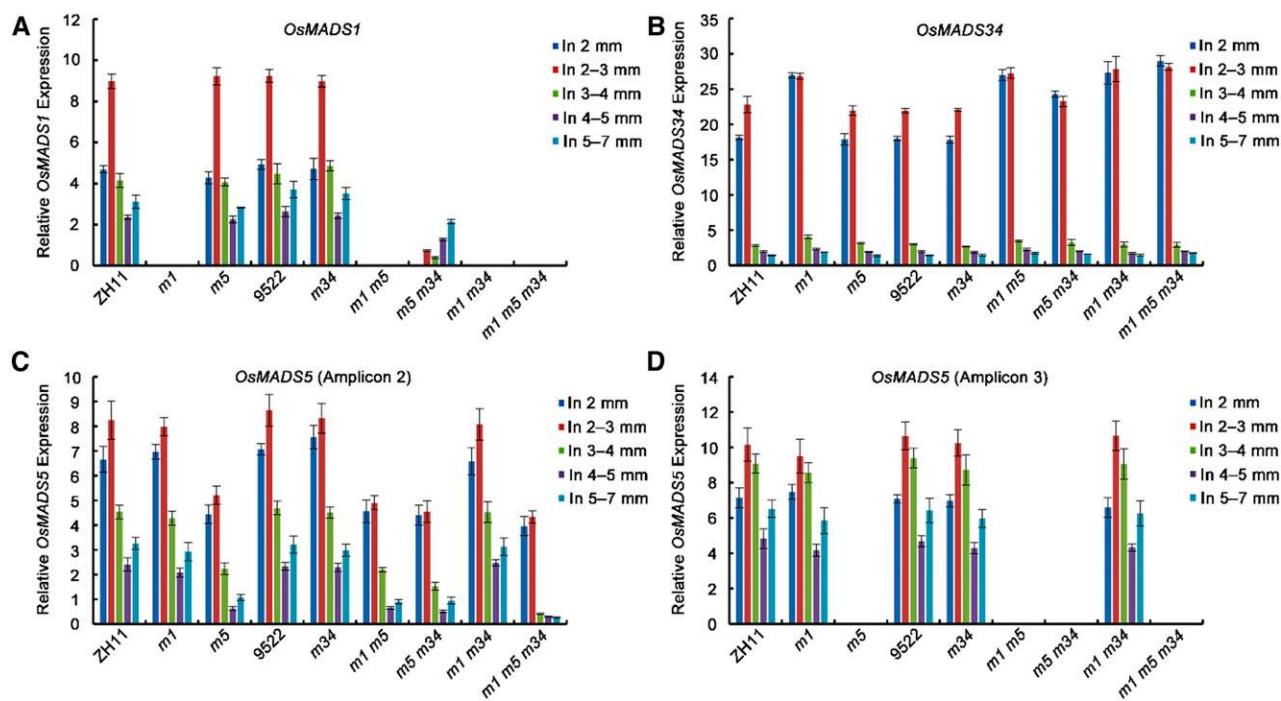 A
OsMADS1
Relative OsMADS1 Expression
12
10
8
6
4
2
0
ZH11
m1
m5
9522
m34
m1 m5
m5 m34
m1 m34
m1 m5 m34
In 2 mm
In 2–3 mm
In 3–4 mm
In 4–5 mm
In 5–7 mm
B
OsMADS34
Relative OsMADS34 Expression
35
30
25
20
15
10
5
0
ZH11
m1
m5
9522
m34
m1 m5
m5 m34
m1 m34
m1 m5 m34
In 2 mm
In 2–3 mm
In 3–4 mm
In 4–5 mm
In 5–7 mm
C
OsMADS5 (Amplicon 2)
Relative OsMADS5 Expression
10
9
8
7
6
5
4
3
2
1
0
ZH11
m1
m5
9522
m34
m1 m5
m5 m34
m1 m34
m1 m5 m34
In 2 mm
In 2–3 mm
In 3–4 mm
In 4–5 mm
In 5–7 mm
D
OsMADS5 (Amplicon 3)
Relative OsMADS5 Expression
14
12
10
8
6
4
2
0
ZH11
m1
m5
9522
m34
m1 m5
m5 m34
m1 m34
m1 m5 m34
In 2 mm
In 2–3 mm
In 3–4 mm
In 4–5 mm
In 5–7 mm